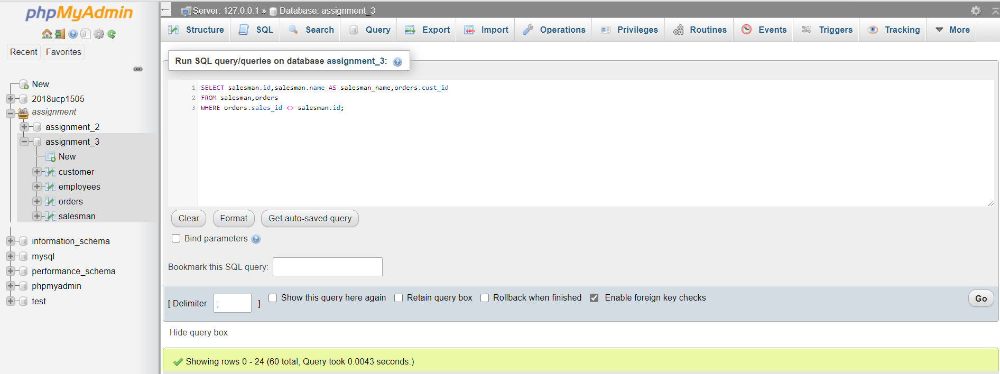 phpMyAdmin
Recent
Favorites
New
2018ucp1505
assignment
assignment_2
assignment_3
New
customer
employees
orders
salesman
information_schema
mysql
performance_schema
phpmyadmin
test
Server: 127.0.0.1 » Database: assignment_3
Structure SQL Search Query Export Import Operations Privileges Routines Events Triggers Tracking More
Run SQL query/queries on database assignment_3:
1 SELECT salesman.id,salesman.name AS salesman_name,orders.cust_id
2 FROM salesman,orders
3 WHERE orders.sales_id <> salesman.id;
Clear Format Get auto-saved query
Bind parameters
Bookmark this SQL query:
[ Delimiter ; ] Show this query here again Retain query box Rollback when finished Enable foreign key checks Go
Hide query box
Showing rows 0 - 24 (60 total, Query took 0.0043 seconds.)